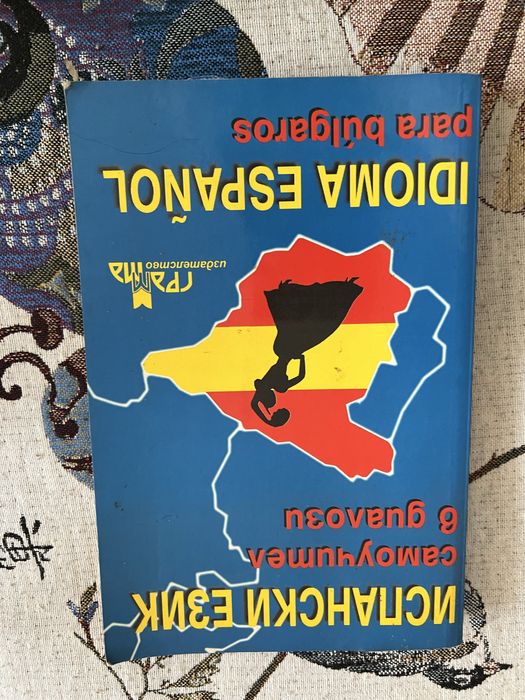 ИСПАНСКИ ЕЗИК
самоучител
в диалози
ГРАММА
издателство
IDIOMA ESPAÑOL
para búlgaros